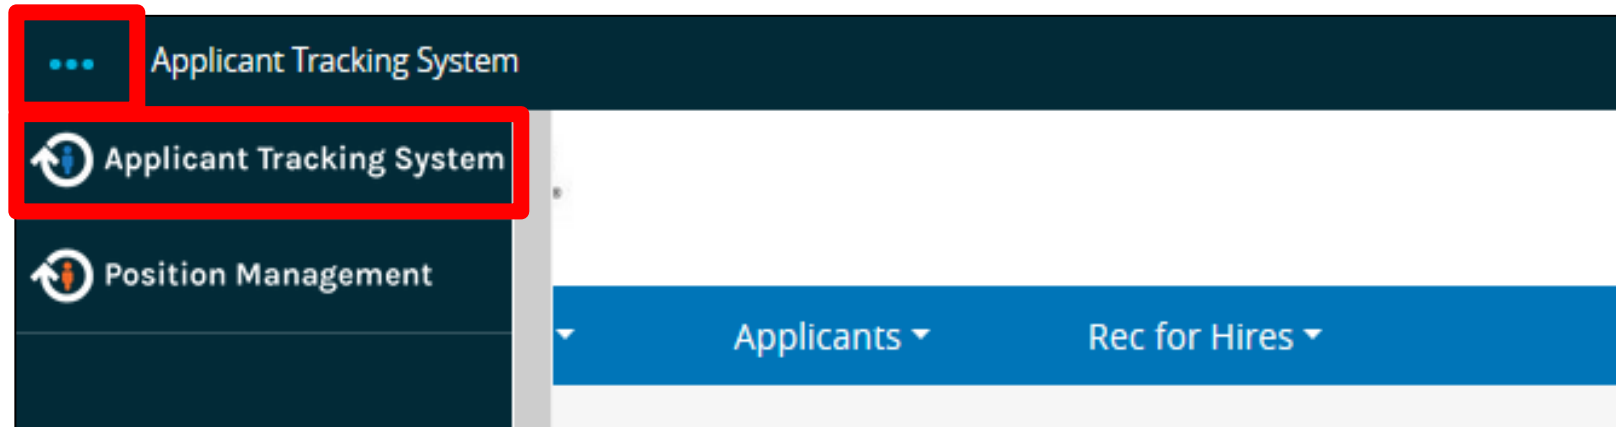 Applicant Tracking System
Applicant Tracking System
®
Position Management
Applicants
Rec for Hires